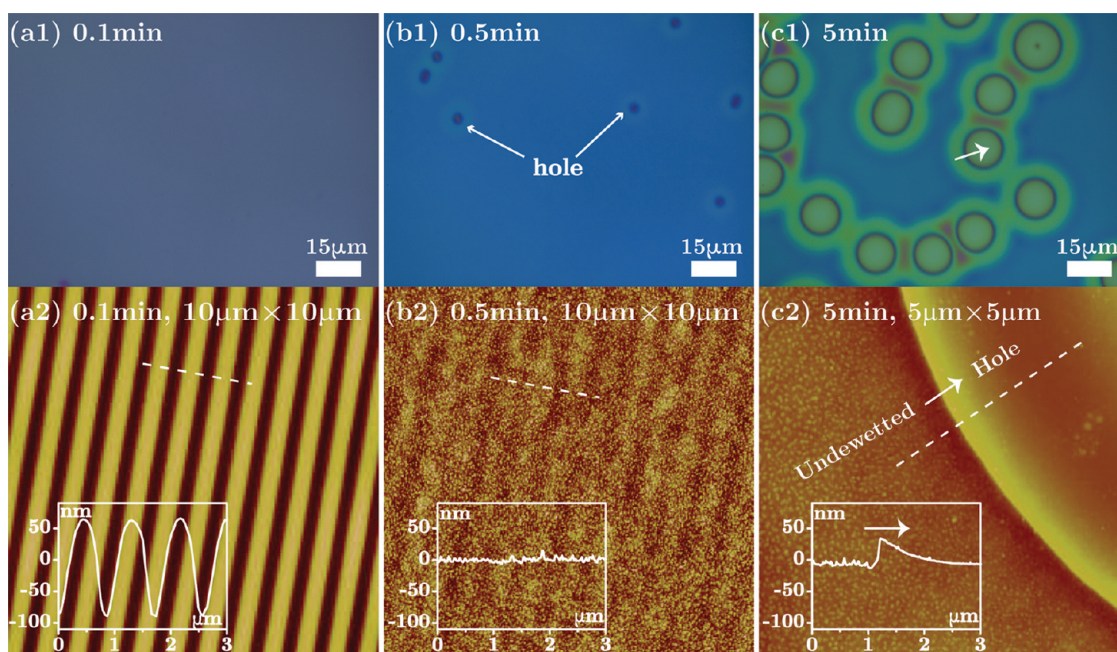 (a1) 0.1min
15µm
(b1) 0.5min
hole
15µm
(c1) 5min
15µm
(a2) 0.1min, 10µm×10µm
nm
50
0
-50
-100
µm
0 1 2 3
(b2) 0.5min, 10µm×10µm
nm
50
0
-50
-100
µm
0 1 2 3
(c2) 5min, 5µm×5µm
Undewetted
Hole
nm
50
0
-50
-100
µm
0 1 2 3